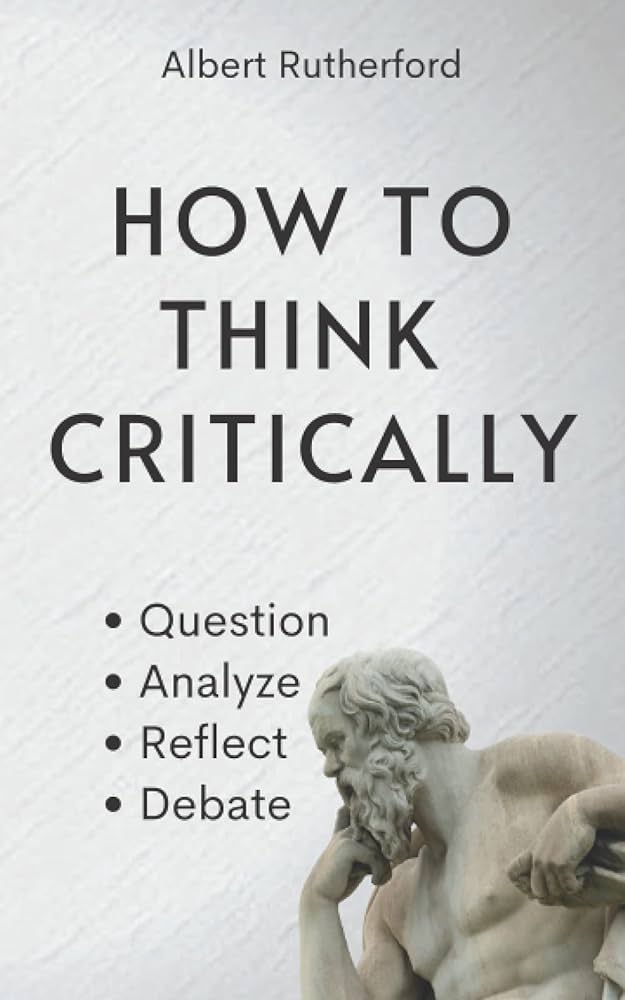 Albert Rutherford
HOW TO
THINK
CRITICALLY
• Question
• Analyze
• Reflect
• Debate